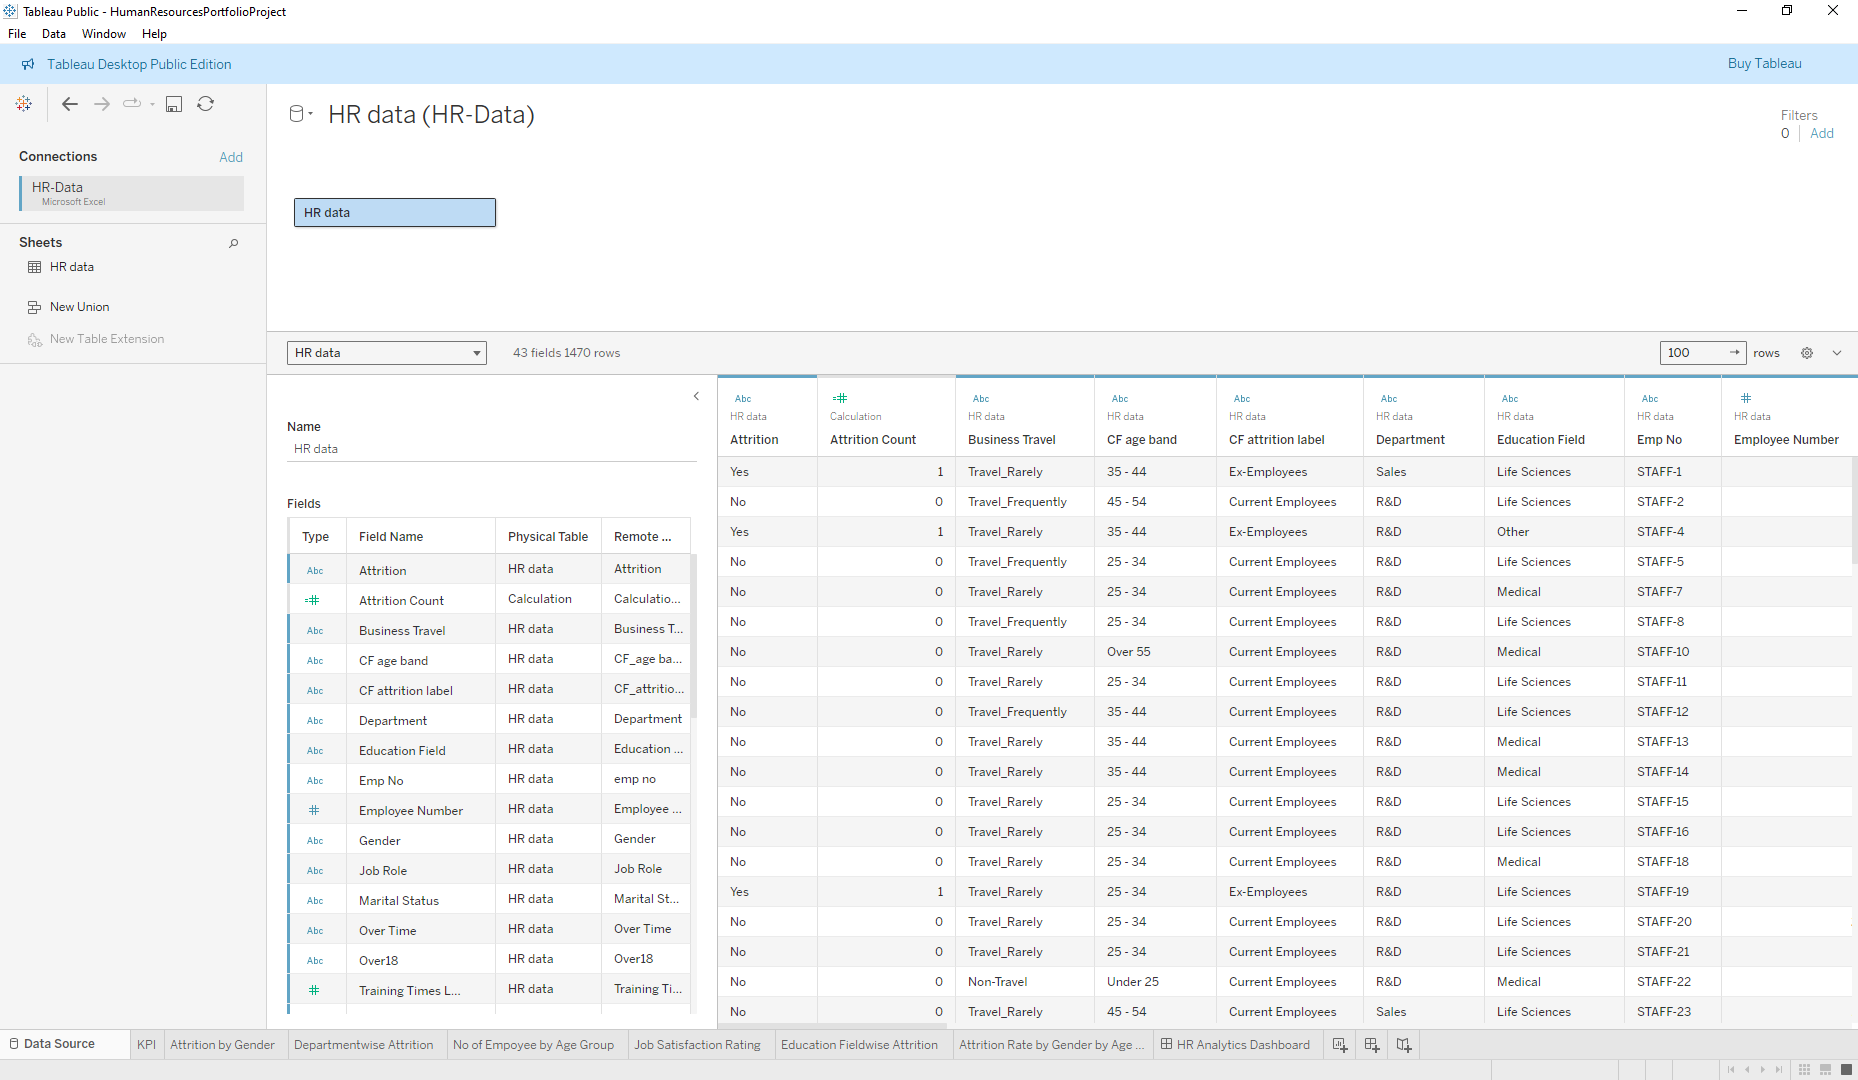 Tableau Public - HumanResourcesPortfolioProject
File Data Window Help
Tableau Desktop Public Edition Buy Tableau
HR data (HR-Data)
Filters
0 Add
Connections Add
HR-Data
Microsoft Excel
HR data
Sheets
HR data
New Union
New Table Extension
HR data 43 fields 1470 rows 100 rows
Name
HR data
Fields
Type Field Name Physical Table Remote ...
Abc Attrition HR data Attrition
=# Attrition Count Calculation Calculatio...
Abc Business Travel HR data Business T...
Abc CF age band HR data CF_age ba...
Abc CF attrition label HR data CF_attritio...
Abc Department HR data Department
Abc Education Field HR data Education ...
Abc Emp No HR data emp no
# Employee Number HR data Employee ...
Abc Gender HR data Gender
Abc Job Role HR data Job Role
Abc Marital Status HR data Marital St...
Abc Over Time HR data Over Time
Abc Over18 HR data Over18
# Training Times L... HR data Training Ti...
Abc =# Abc Abc Abc Abc Abc Abc #
HR data Calculation HR data HR data HR data HR data HR data HR data HR data
Attrition Attrition Count Business Travel CF age band CF attrition label Department Education Field Emp No Employee Number
Yes 1 Travel_Rarely 35 - 44 Ex-Employees Sales Life Sciences STAFF-1
No 0 Travel_Frequently 45 - 54 Current Employees R&D Life Sciences STAFF-2
Yes 1 Travel_Rarely 35 - 44 Ex-Employees R&D Other STAFF-4
No 0 Travel_Frequently 25 - 34 Current Employees R&D Life Sciences STAFF-5
No 0 Travel_Rarely 25 - 34 Current Employees R&D Medical STAFF-7
No 0 Travel_Frequently 25 - 34 Current Employees R&D Life Sciences STAFF-8
No 0 Travel_Rarely Over 55 Current Employees R&D Medical STAFF-10
No 0 Travel_Rarely 25 - 34 Current Employees R&D Life Sciences STAFF-11
No 0 Travel_Frequently 35 - 44 Current Employees R&D Life Sciences STAFF-12
No 0 Travel_Rarely 35 - 44 Current Employees R&D Medical STAFF-13
No 0 Travel_Rarely 35 - 44 Current Employees R&D Medical STAFF-14
No 0 Travel_Rarely 25 - 34 Current Employees R&D Life Sciences STAFF-15
No 0 Travel_Rarely 25 - 34 Current Employees R&D Life Sciences STAFF-16
No 0 Travel_Rarely 25 - 34 Current Employees R&D Medical STAFF-18
Yes 1 Travel_Rarely 25 - 34 Ex-Employees R&D Life Sciences STAFF-19
No 0 Travel_Rarely 25 - 34 Current Employees R&D Life Sciences STAFF-20
No 0 Travel_Rarely 25 - 34 Current Employees R&D Life Sciences STAFF-21
No 0 Non-Travel Under 25 Current Employees R&D Medical STAFF-22
No 0 Travel_Rarely 45 - 54 Current Employees Sales Life Sciences STAFF-23
Data Source KPI Attrition by Gender Departmentwise Attrition No of Empoyee by Age Group Job Satisfaction Rating Education Fieldwise Attrition Attrition Rate by Gender by Age ... HR Analytics Dashboard